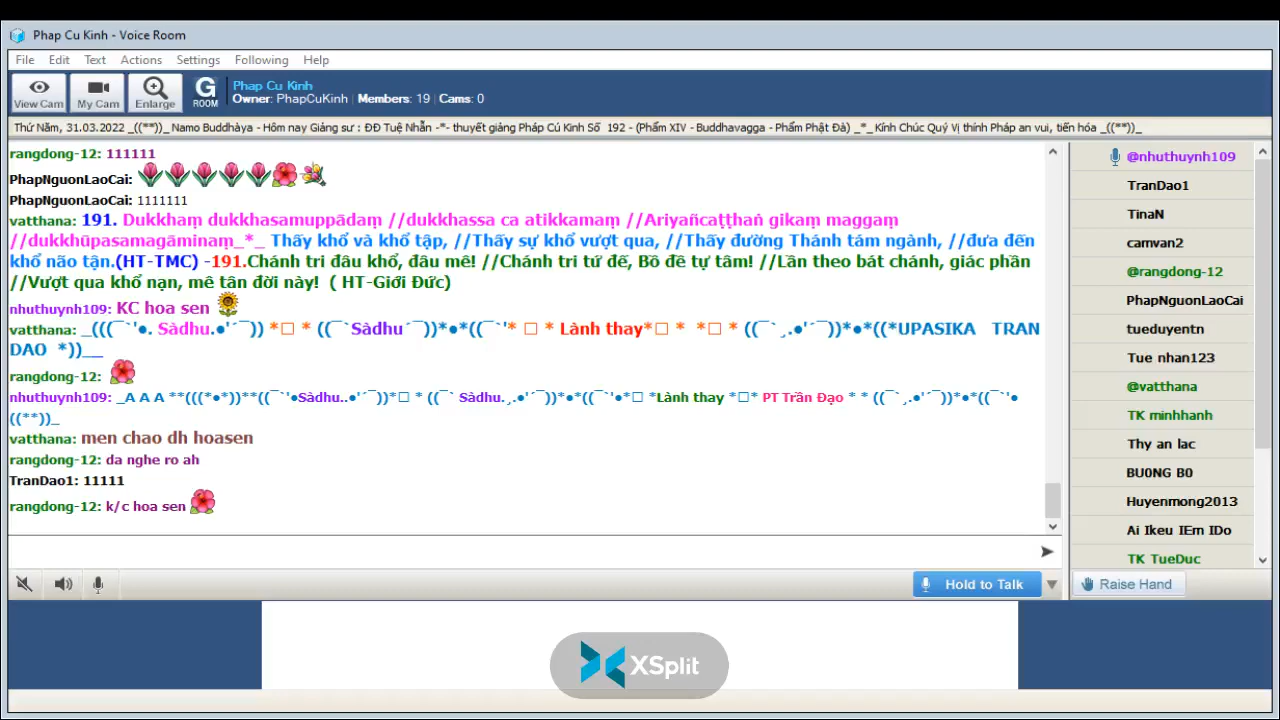 Phap Cu Kinh - Voice Room
File Edit Text Actions Settings Following Help
View Cam
My Cam
Enlarge
G
ROOM
Phap Cu Kinh
Owner: PhapCuKinh Members: 19 Cams: 0
Thứ Năm, 31.03.2022 _((**))_ Namo Buddhàya - Hôm nay Giảng sư : ĐĐ Tuệ Nhẫn -*- thuyết giảng Pháp Cú Kinh Số 192 - (Phẩm XIV - Buddhavagga - Phẩm Phật Đà) _*_ Kính Chúc Quý Vị thính Pháp an vui, tiến hóa _((**))_
rangdong-12: 111111
PhapNguonLaoCai:
PhapNguonLaoCai: 1111111
vatthana: 191. Dukkhaṃ dukkhasamuppādaṃ //dukkhassa ca atikkamaṃ //Ariyañcaṭṭhaṅ gikaṃ maggaṃ
//dukkhūpasamagāminaṃ_*_ Thấy khổ và khổ tập, //Thấy sự khổ vượt qua, //Thấy đường Thánh tám ngành, //đưa đến
khổ não tận.(HT-TMC) -191.Chánh tri đâu khổ, đâu mê! //Chánh tri tứ đế, Bồ đề tự tâm! //Lần theo bát chánh, giác phần
//Vượt qua khổ nạn, mê tân đời này! ( HT-Giới Đức)
nhuthuynh109: KC hoa sen
vatthana: _(((¯`'●. Sàdhu.●'´¯)) *□ * ((¯`Sàdhu´¯))*●*((¯`'* □ * Lành thay*□ * *□ * ((¯`¸.●'´¯))*●*((*UPASIKA TRAN
DAO *))__
rangdong-12:
nhuthuynh109: _A A A **(((*●*))**((¯`'●Sàdhu..●'´¯))*□ * ((¯` Sàdhu.¸.●'´¯))*●*((¯`'●*□ *Lành thay *□* PT Trần Đạo * * ((¯`¸.●'´¯))*●*((¯`'●
((**))_
vatthana: men chao dh hoasen
rangdong-12: da nghe ro ah
TranDao1: 11111
rangdong-12: k/c hoa sen
@nhuthuynh109
TranDao1
TinaN
camvan2
@rangdong-12
PhapNguonLaoCai
tueduyentn
Tue nhan123
@vatthana
TK minhhanh
Thy an lac
BU0NG B0
Huyenmong2013
Ai Ikeu IEm IDo
TK TueDuc
Hold to Talk
Raise Hand
XSplit